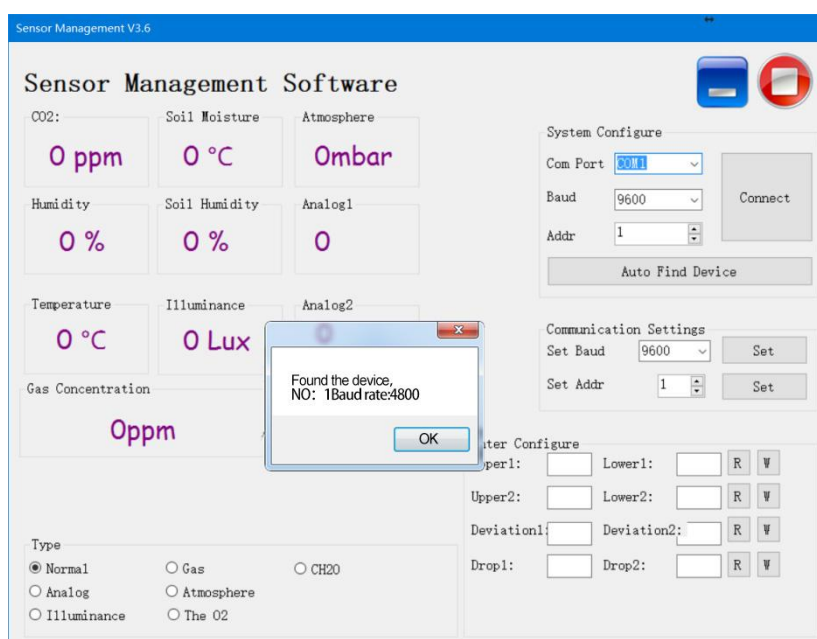 Sensor Management V3.6
Sensor Management Software
CO2:
0 ppm
Soil Moisture
0 °C
Atmosphere
0mbar
Humidity
0 %
Soil Humidity
0 %
Analog1
0
Temperature
0 °C
Illuminance
0 Lux
Analog2
0
Gas Concentration
0ppm
System Configure
Com Port COM1
Baud 9600
Addr 1
Connect
Auto Find Device
Communication Settings
Set Baud 9600 Set
Set Addr 1 Set
Found the device,
NO: 1Baud rate:4800
OK
Configure
Lower1: R W
Upper2: Lower2: R W
Deviation1: Deviation2: R W
Drop1: Drop2: R W
Type
Normal Gas CH20
Analog Atmosphere
Illuminance The O2